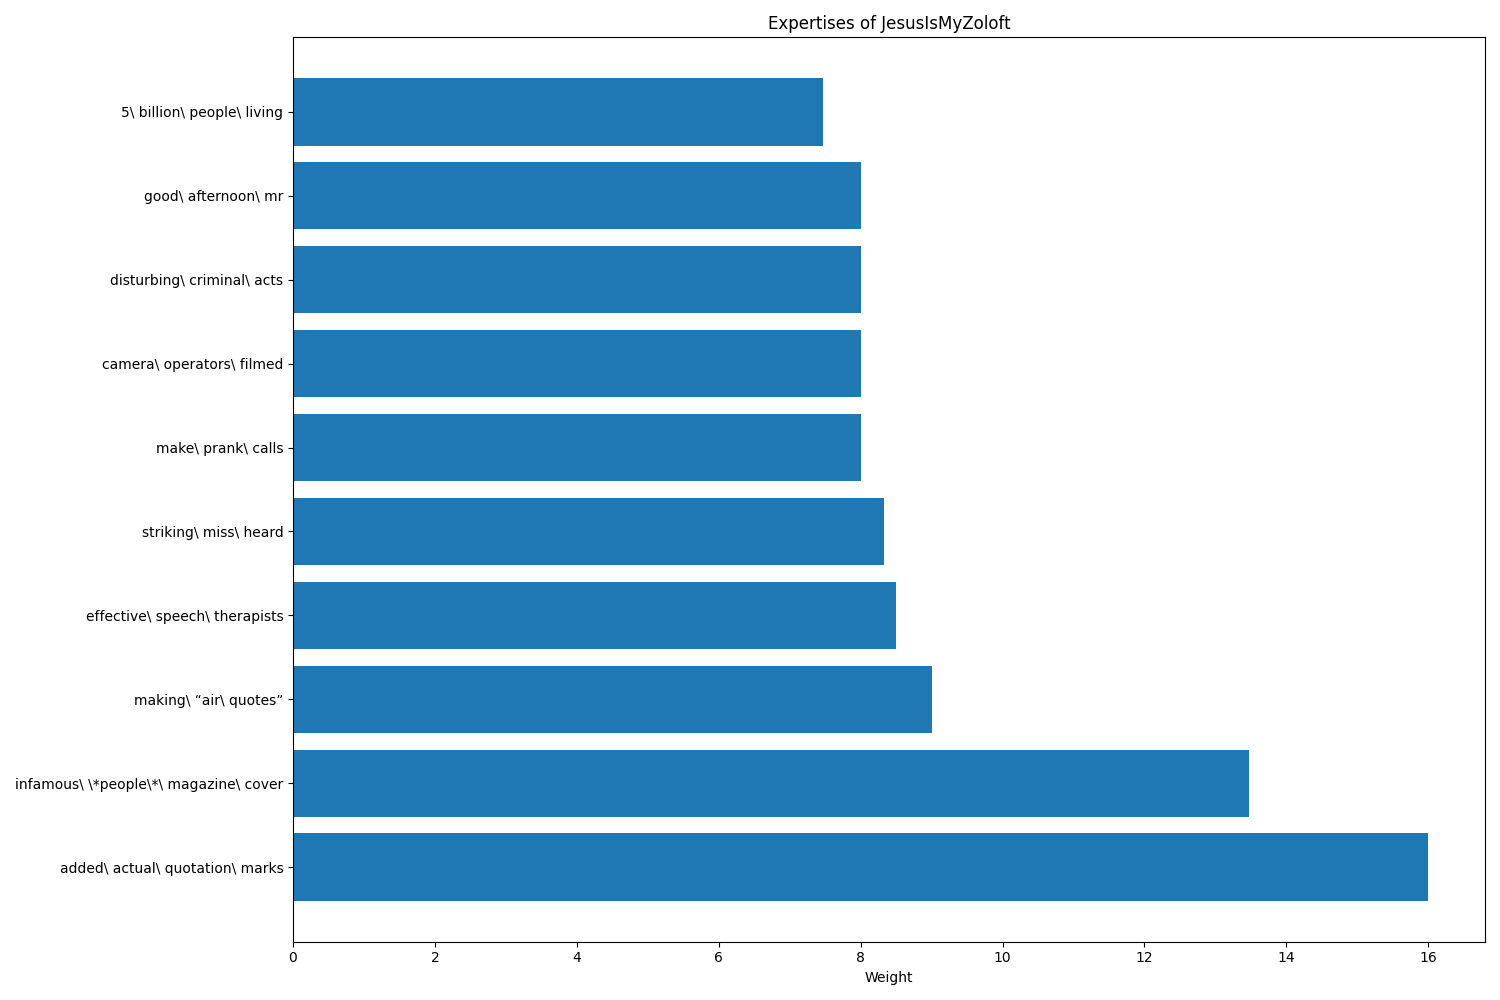 Expertises of JesusIsMyZoloft
5\ billion\ people\ living
good\ afternoon\ mr
disturbing\ criminal\ acts
camera\ operators\ filmed
make\ prank\ calls
striking\ miss\ heard
effective\ speech\ therapists
making\ “air\ quotes”
infamous\ \*people\*\ magazine\ cover
added\ actual\ quotation\ marks
0 2 4 6 8 10 12 14 16
Weight